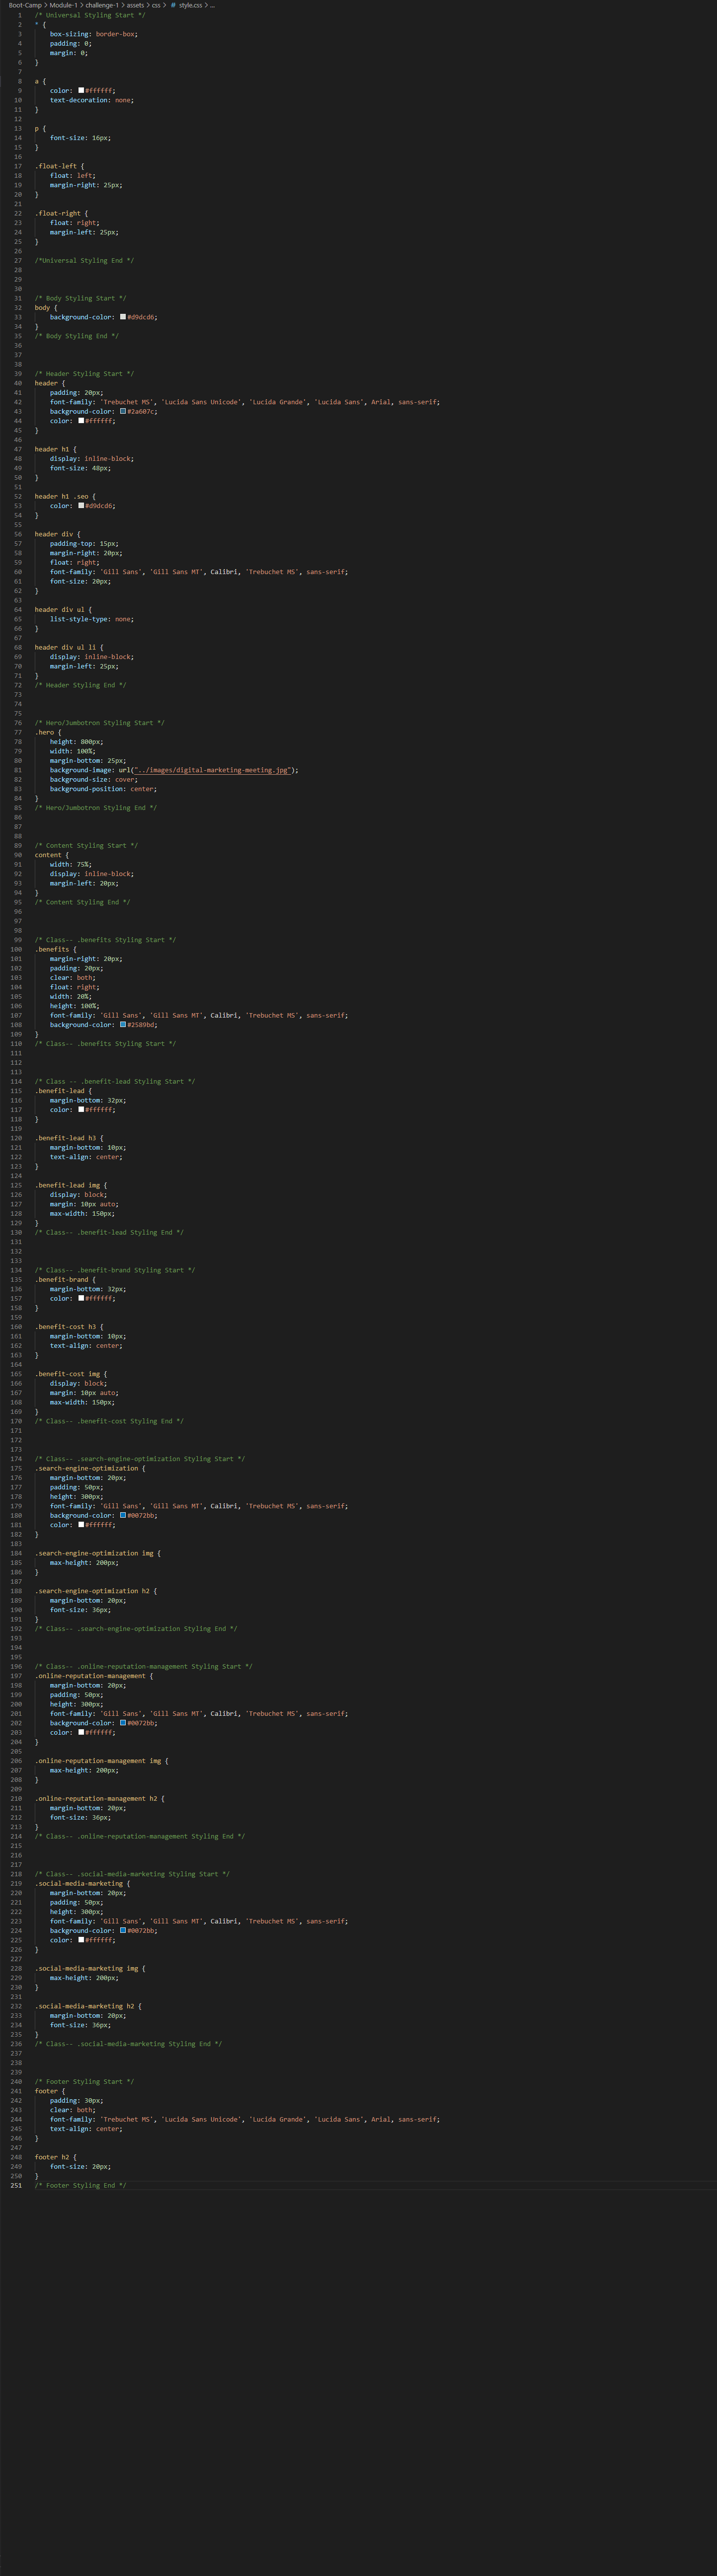 Boot-Camp > Module-1 > challenge-1 > assets > css > # style.css > ...
1 /* Universal Styling Start */
2 * {
3     box-sizing: border-box;
4     padding: 0;
5     margin: 0;
6 }
7
8 a {
9     color: #ffffff;
10     text-decoration: none;
11 }
12
13 p {
14     font-size: 16px;
15 }
16
17 .float-left {
18     float: left;
19     margin-right: 25px;
20 }
21
22 .float-right {
23     float: right;
24     margin-left: 25px;
25 }
26
27 /*Universal Styling End */
28
29
30
31 /* Body Styling Start */
32 body {
33     background-color: #d9dcd6;
34 }
35 /* Body Styling End */
36
37
38
39 /* Header Styling Start */
40 header {
41     padding: 20px;
42     font-family: 'Trebuchet MS', 'Lucida Sans Unicode', 'Lucida Grande', 'Lucida Sans', Arial, sans-serif;
43     background-color: #2a607c;
44     color: #ffffff;
45 }
46
47 header h1 {
48     display: inline-block;
49     font-size: 48px;
50 }
51
52 header h1 .seo {
53     color: #d9dcd6;
54 }
55
56 header div {
57     padding-top: 15px;
58     margin-right: 20px;
59     float: right;
60     font-family: 'Gill Sans', 'Gill Sans MT', Calibri, 'Trebuchet MS', sans-serif;
61     font-size: 20px;
62 }
63
64 header div ul {
65     list-style-type: none;
66 }
67
68 header div ul li {
69     display: inline-block;
70     margin-left: 25px;
71 }
72 /* Header Styling End */
73
74
75
76 /* Hero/Jumbotron Styling Start */
77 .hero {
78     height: 800px;
79     width: 100%;
80     margin-bottom: 25px;
81     background-image: url("../images/digital-marketing-meeting.jpg");
82     background-size: cover;
83     background-position: center;
84 }
85 /* Hero/Jumbotron Styling End */
86
87
88
89 /* Content Styling Start */
90 content {
91     width: 75%;
92     display: inline-block;
93     margin-left: 20px;
94 }
95 /* Content Styling End */
96
97
98
99 /* Class-- .benefits Styling Start */
100 .benefits {
101     margin-right: 20px;
102     padding: 20px;
103     clear: both;
104     float: right;
105     width: 20%;
106     height: 100%;
107     font-family: 'Gill Sans', 'Gill Sans MT', Calibri, 'Trebuchet MS', sans-serif;
108     background-color: #2589bd;
109 }
110 /* Class-- .benefits Styling Start */
111
112
113
114 /* Class -- .benefit-lead Styling Start */
115 .benefit-lead {
116     margin-bottom: 32px;
117     color: #ffffff;
118 }
119
120 .benefit-lead h3 {
121     margin-bottom: 10px;
122     text-align: center;
123 }
124
125 .benefit-lead img {
126     display: block;
127     margin: 10px auto;
128     max-width: 150px;
129 }
130 /* Class-- .benefit-lead Styling End */
131
132
133
134 /* Class-- .benefit-brand Styling Start */
135 .benefit-brand {
136     margin-bottom: 32px;
157     color: #ffffff;
158 }
159
160 .benefit-cost h3 {
161     margin-bottom: 10px;
162     text-align: center;
163 }
164
165 .benefit-cost img {
166     display: block;
167     margin: 10px auto;
168     max-width: 150px;
169 }
170 /* Class-- .benefit-cost Styling End */
171
172
173
174 /* Class-- .search-engine-optimization Styling Start */
175 .search-engine-optimization {
176     margin-bottom: 20px;
177     padding: 50px;
178     height: 300px;
179     font-family: 'Gill Sans', 'Gill Sans MT', Calibri, 'Trebuchet MS', sans-serif;
180     background-color: #0072bb;
181     color: #ffffff;
182 }
183
184 .search-engine-optimization img {
185     max-height: 200px;
186 }
187
188 .search-engine-optimization h2 {
189     margin-bottom: 20px;
190     font-size: 36px;
191 }
192 /* Class-- .search-engine-optimization Styling End */
193
194
195
196 /* Class-- .online-reputation-management Styling Start */
197 .online-reputation-management {
198     margin-bottom: 20px;
199     padding: 50px;
200     height: 300px;
201     font-family: 'Gill Sans', 'Gill Sans MT', Calibri, 'Trebuchet MS', sans-serif;
202     background-color: #0072bb;
203     color: #ffffff;
204 }
205
206 .online-reputation-management img {
207     max-height: 200px;
208 }
209
210 .online-reputation-management h2 {
211     margin-bottom: 20px;
212     font-size: 36px;
213 }
214 /* Class-- .online-reputation-management Styling End */
215
216
217
218 /* Class-- .social-media-marketing Styling Start */
219 .social-media-marketing {
220     margin-bottom: 20px;
221     padding: 50px;
222     height: 300px;
223     font-family: 'Gill Sans', 'Gill Sans MT', Calibri, 'Trebuchet MS', sans-serif;
224     background-color: #0072bb;
225     color: #ffffff;
226 }
227
228 .social-media-marketing img {
229     max-height: 200px;
230 }
231
232 .social-media-marketing h2 {
233     margin-bottom: 20px;
234     font-size: 36px;
235 }
236 /* Class-- .social-media-marketing Styling End */
237
238
239
240 /* Footer Styling Start */
241 footer {
242     padding: 30px;
243     clear: both;
244     font-family: 'Trebuchet MS', 'Lucida Sans Unicode', 'Lucida Grande', 'Lucida Sans', Arial, sans-serif;
245     text-align: center;
246 }
247
248 footer h2 {
249     font-size: 20px;
250 }
251 /* Footer Styling End */